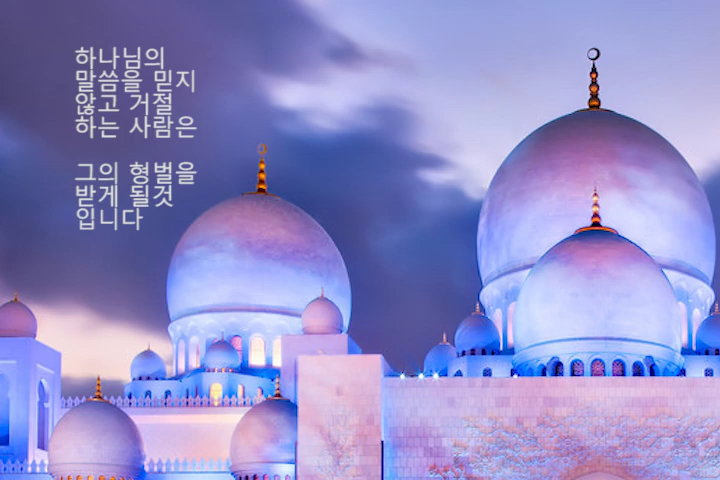 하나님의
말씀을 믿지
않고 거절
하는 사람은
그의 형벌을
받게 될것
입니다